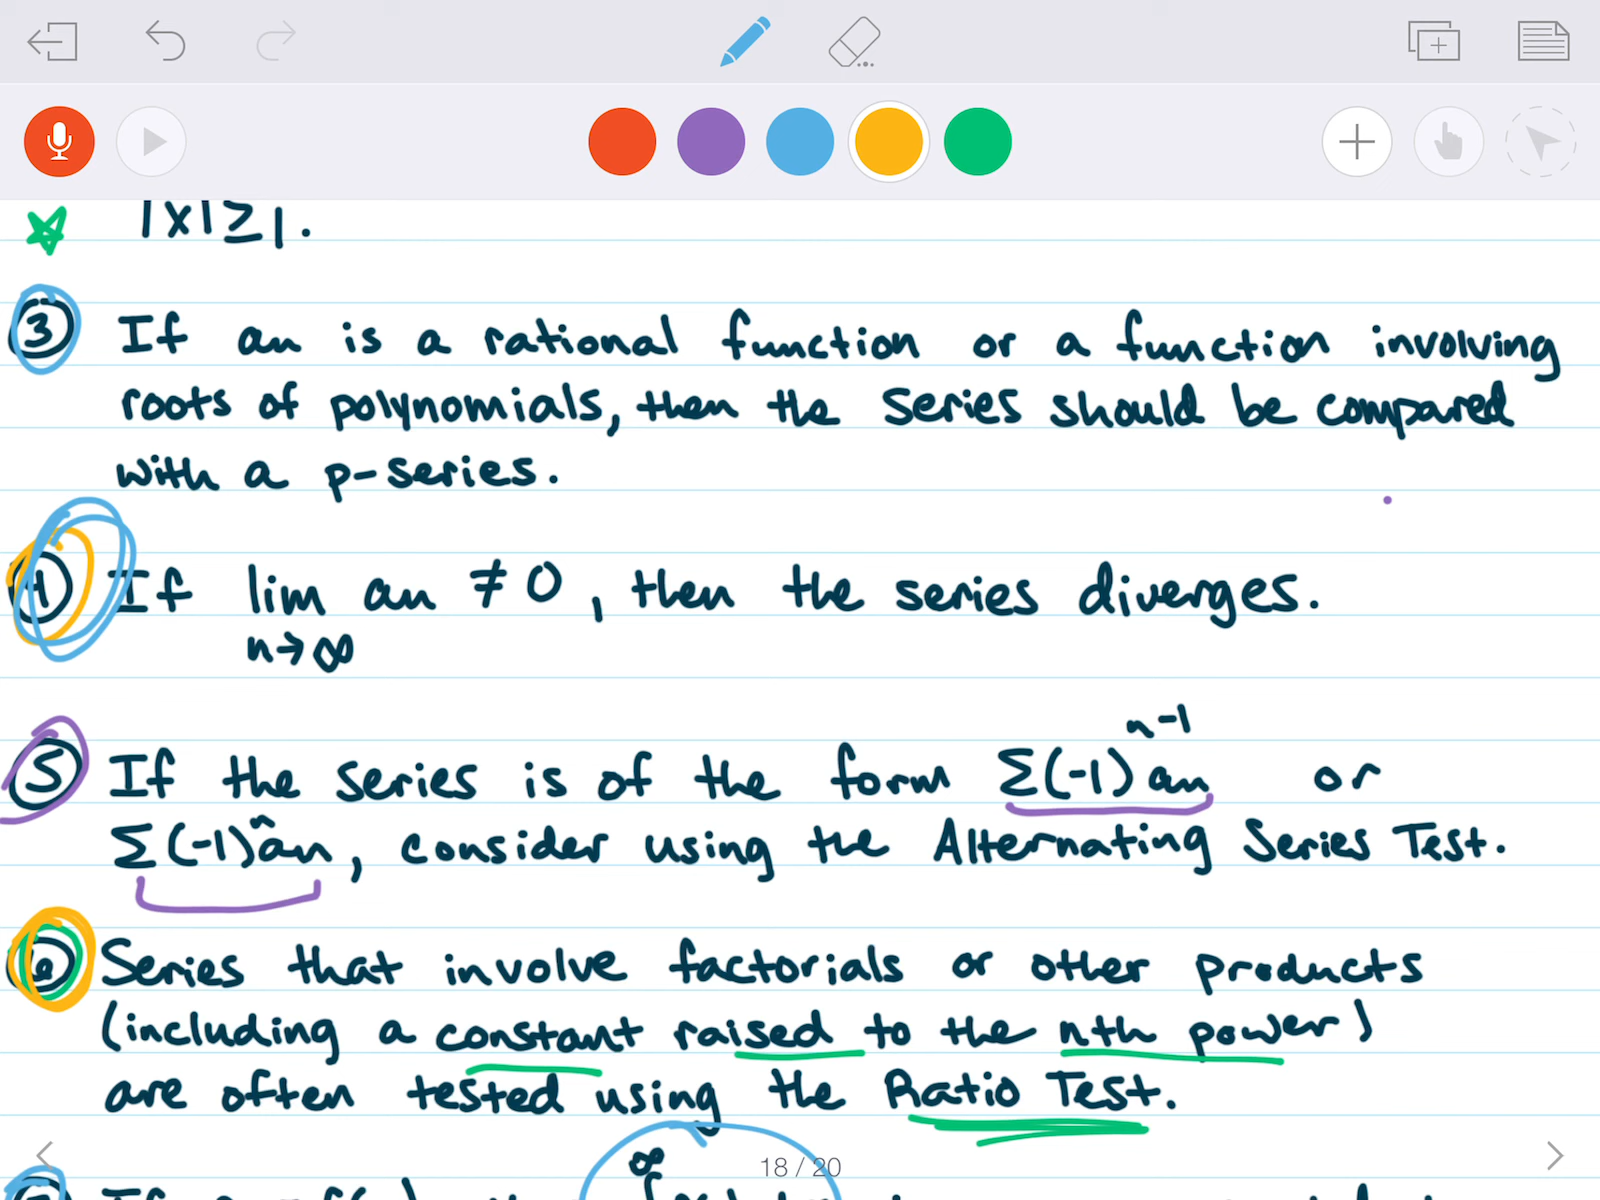 |x|≥1.
③ If an is a rational function or a function involving
roots of polynomials, then the series should be compared
with a p-series.
④ If lim an ≠ 0, then the series diverges.
n→∞
n-1
⑤ If the series is of the form Σ(-1) an or
Σ(-1)ⁿan, consider using the Alternating Series Test.
⑥ Series that involve factorials or other products
(including a constant raised to the nth power)
are often tested using the Ratio Test.
∞
18 / 20
If